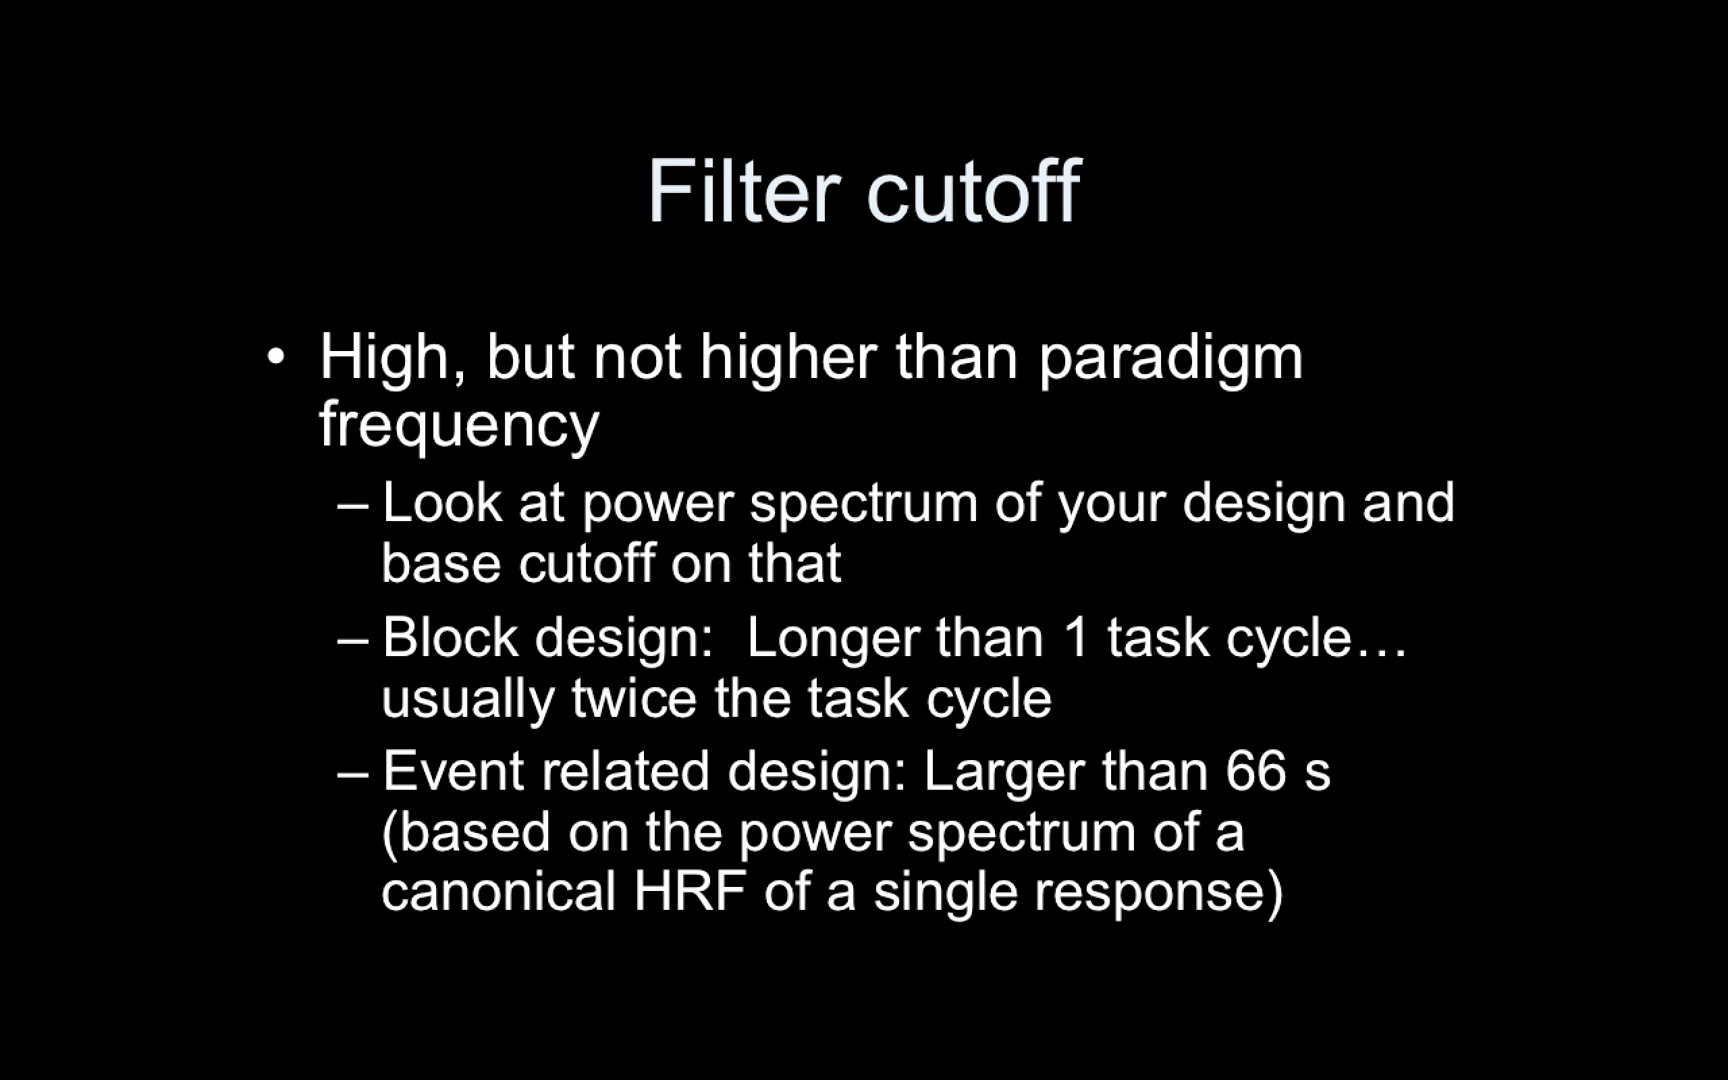 Filter cutoff
• High, but not higher than paradigm
frequency
– Look at power spectrum of your design and
base cutoff on that
– Block design:  Longer than 1 task cycle…
usually twice the task cycle
– Event related design: Larger than 66 s
(based on the power spectrum of a
canonical HRF of a single response)